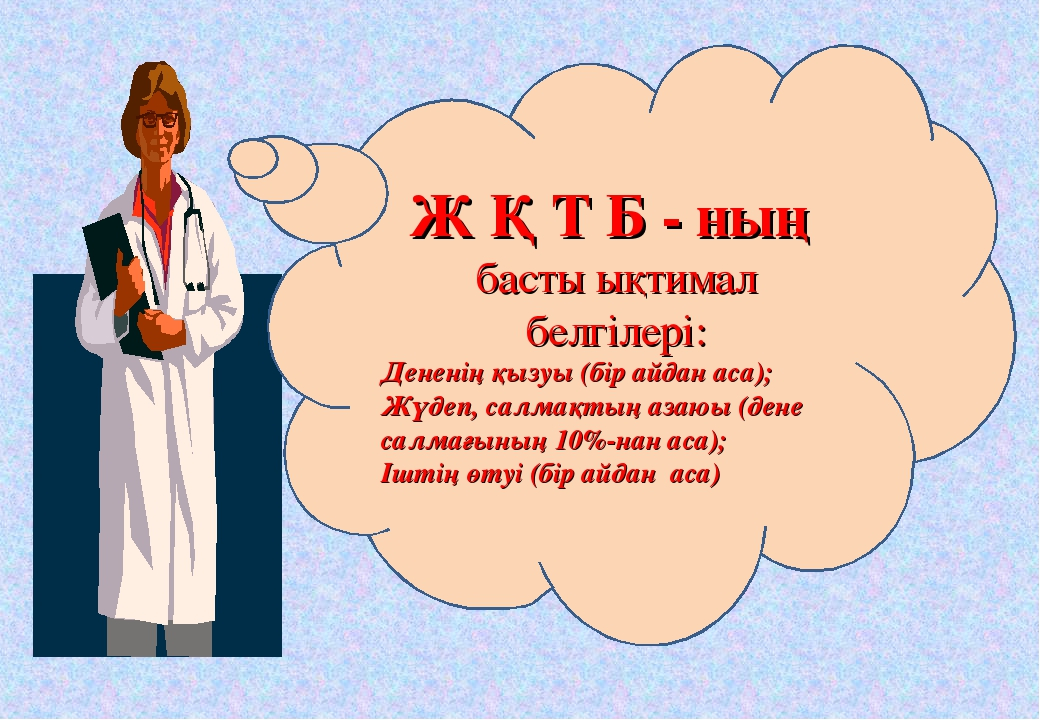 Ж Қ Т Б - ның
басты ықтимал
белгілері:
Дененің қызуы (бір айдан аса);
Жүдеп, салмақтың азаюы (дене
салмағының 10%-нан аса);
Іштің өтуі (бір айдан  аса)